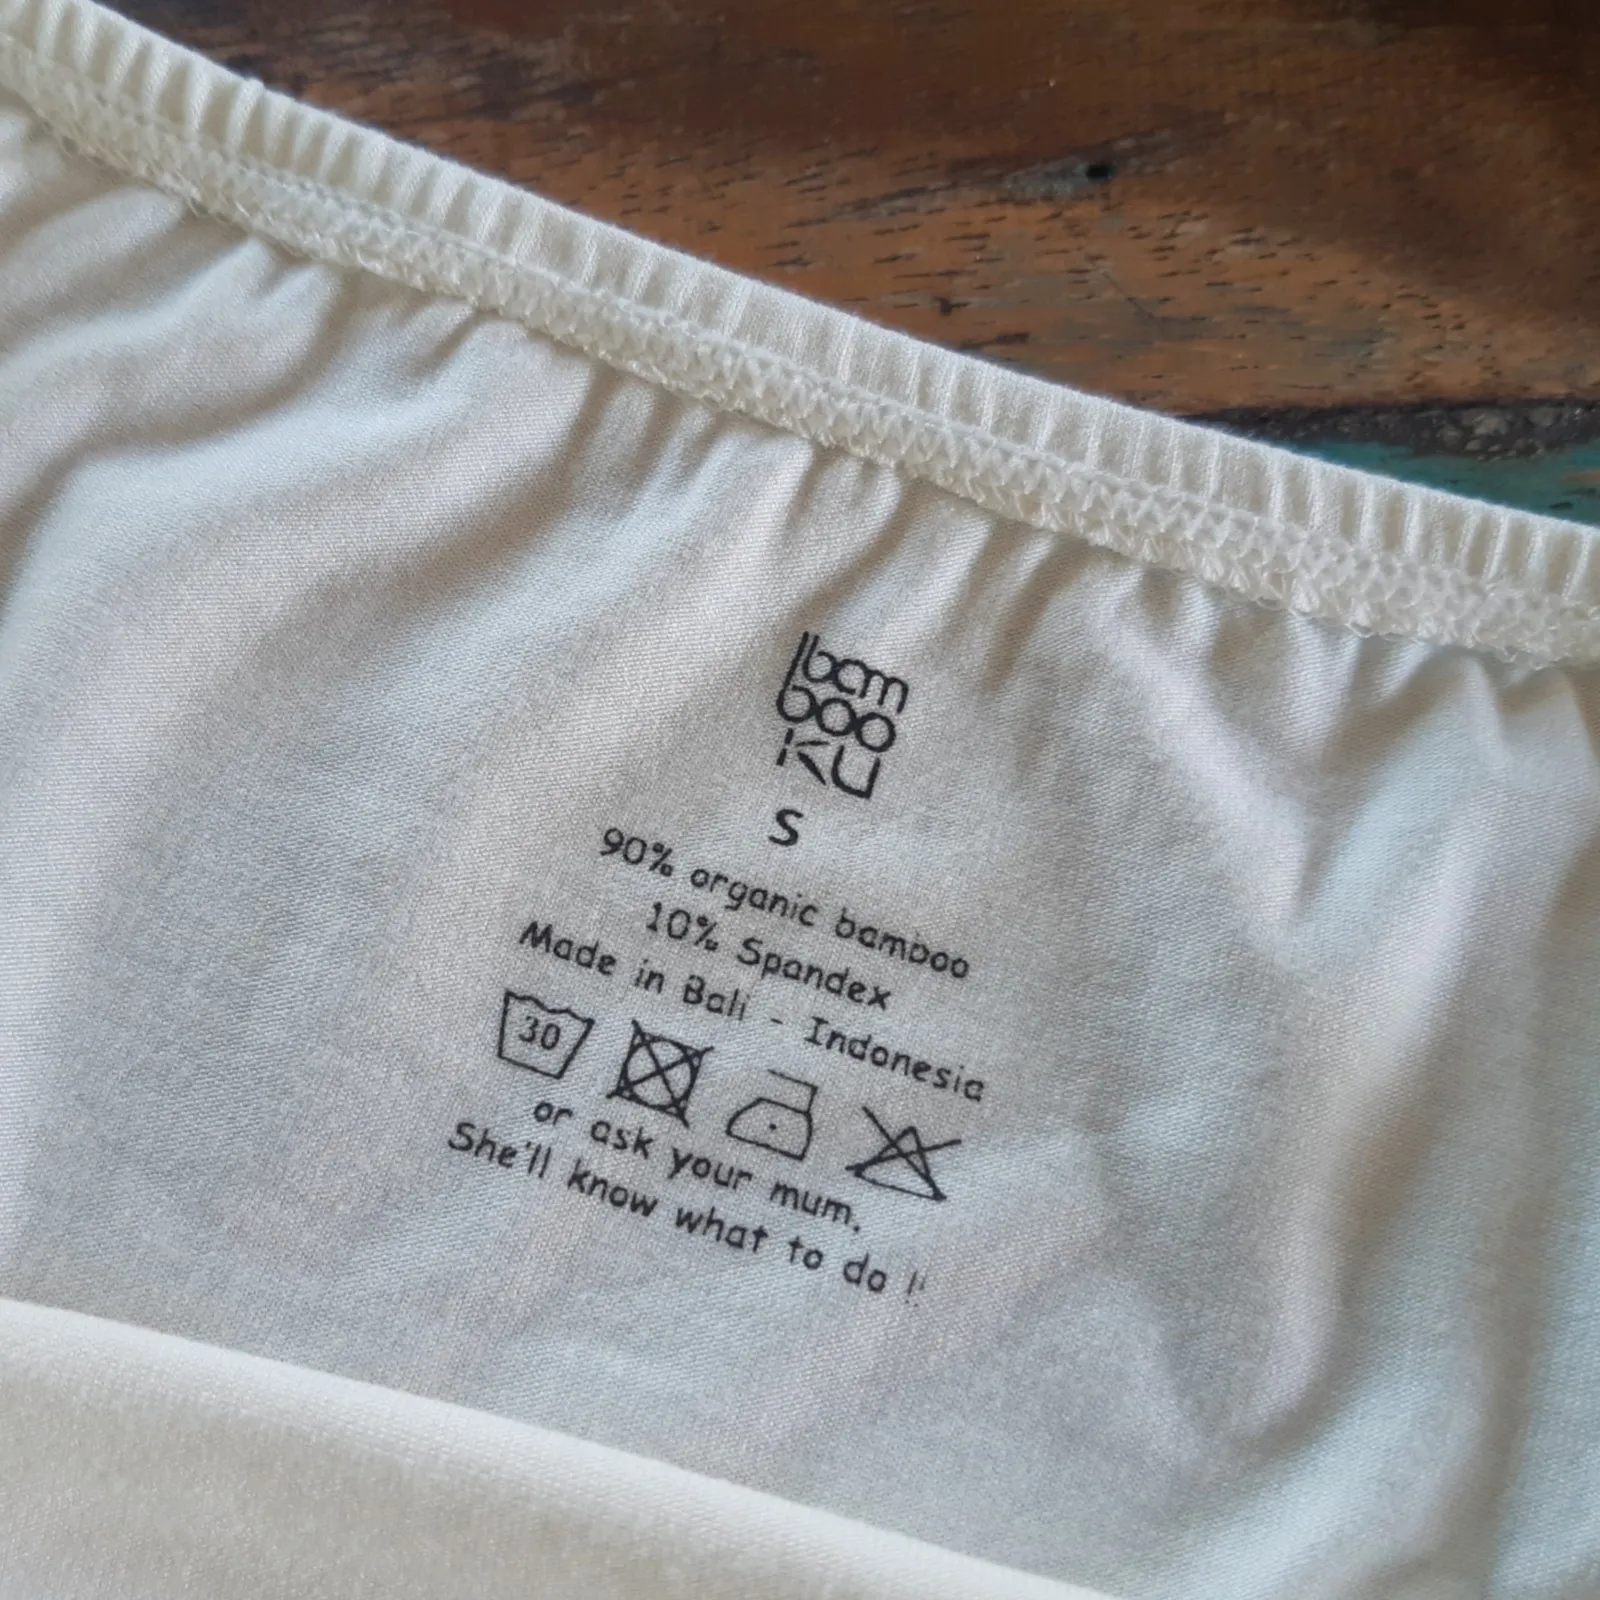 bam
boo
KU
S
90% organic bamboo
10% Spandex
Made in Bali - Indonesia
30
or ask your mum.
She'll know what to do !!